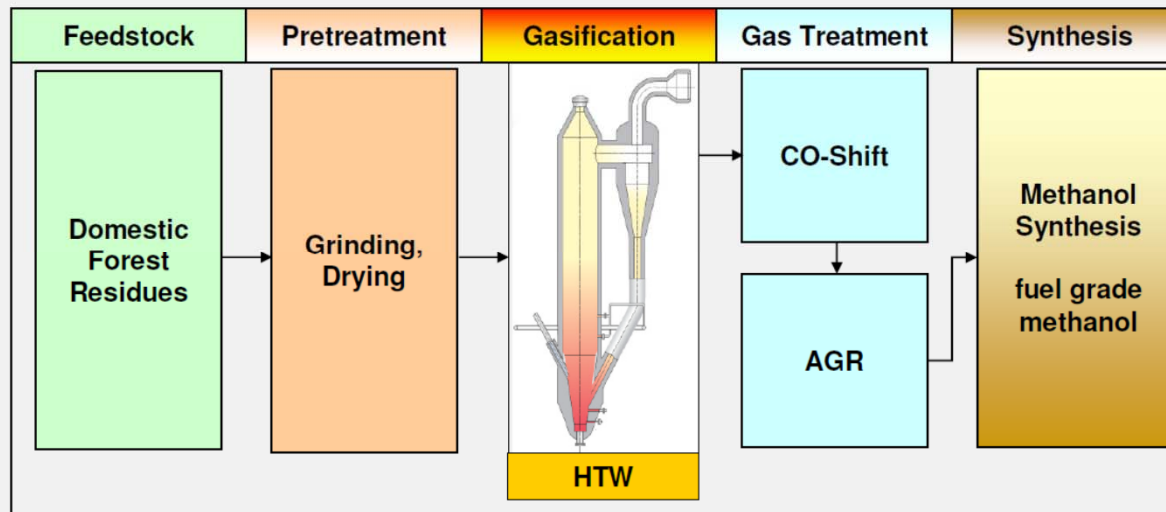 Feedstock
Pretreatment
Gasification
Gas Treatment
Synthesis
Domestic
Forest
Residues
Grinding,
Drying
HTW
CO-Shift
AGR
Methanol
Synthesis
fuel grade
methanol